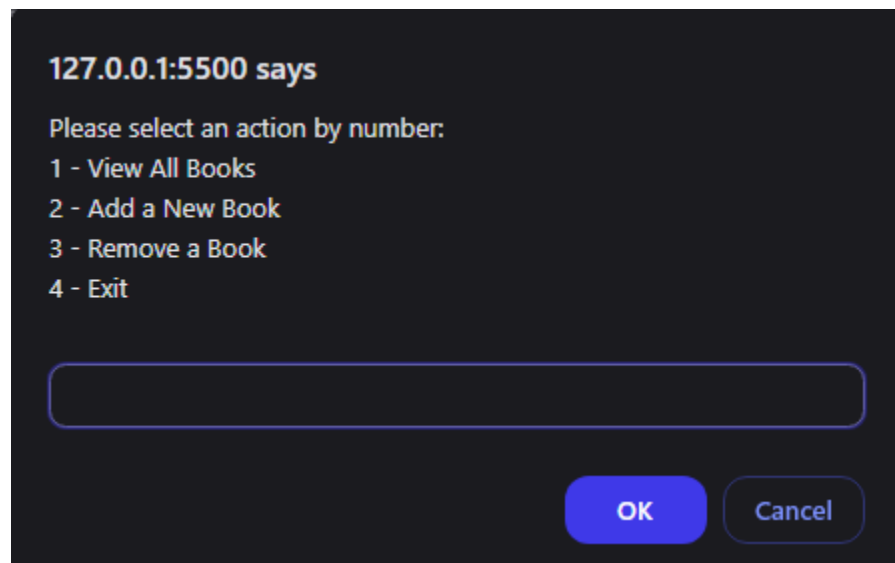 127.0.0.1:5500 says
Please select an action by number:
1 - View All Books
2 - Add a New Book
3 - Remove a Book
4 - Exit
OK
Cancel